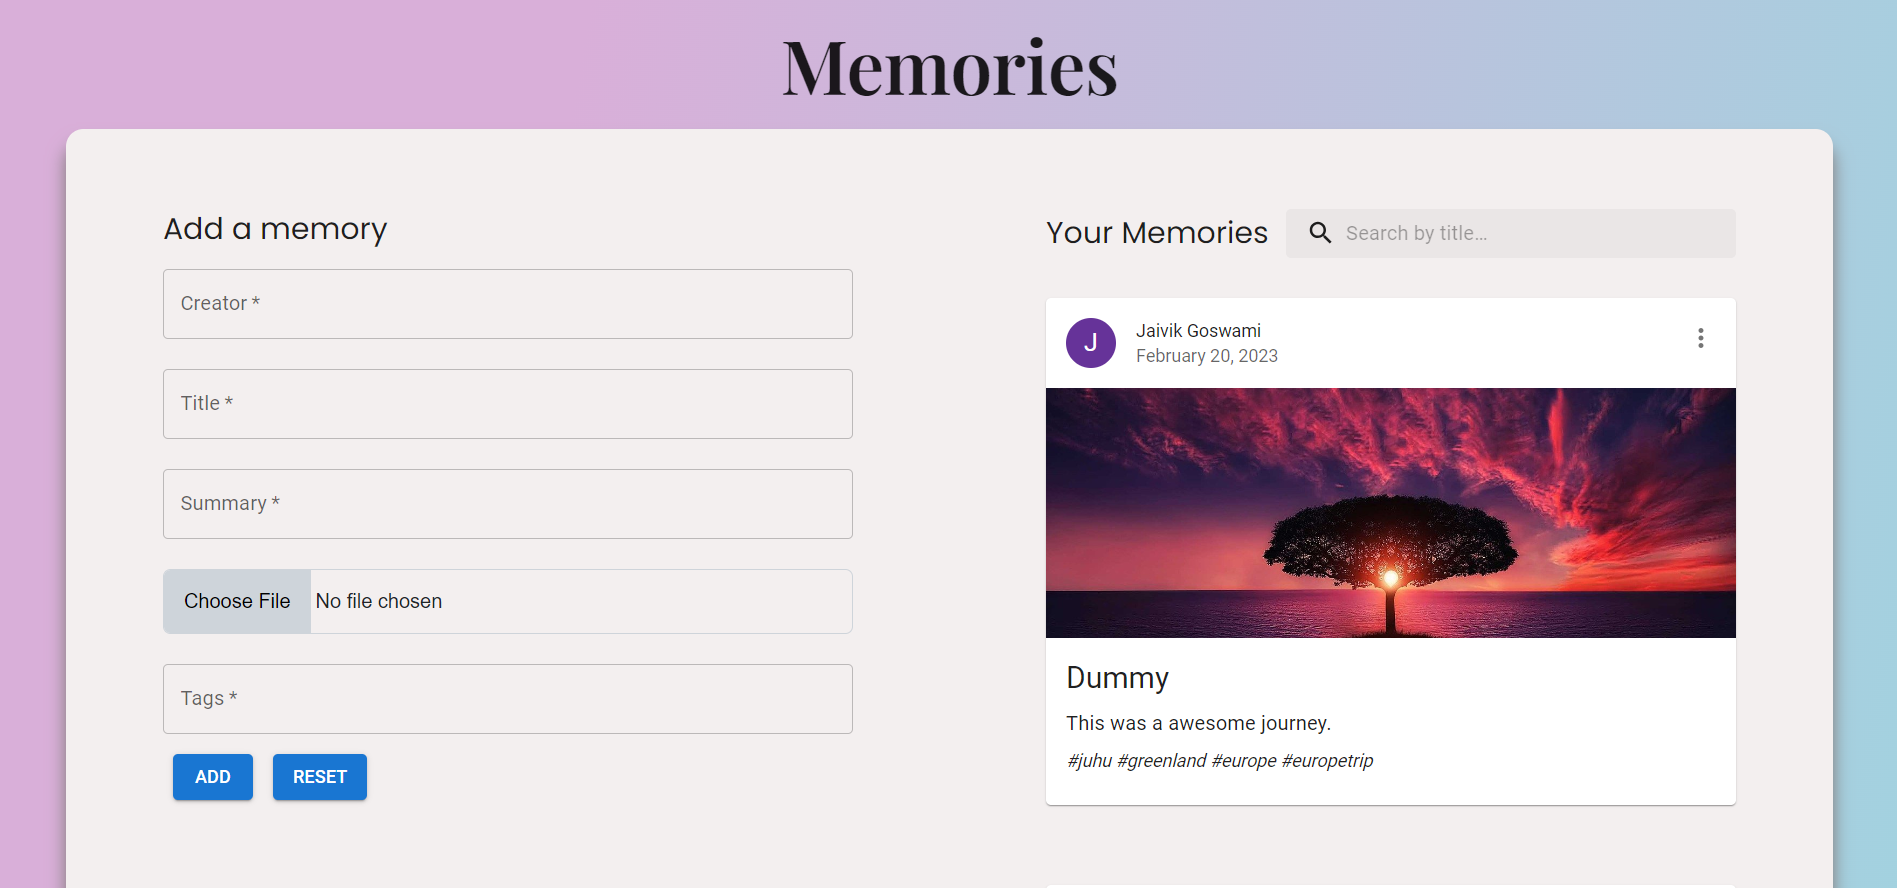 Memories
Add a memory
Creator *
Title *
Summary *
Choose File No file chosen
Tags *
ADD RESET
Your Memories
Search by title...
J
Jaivik Goswami
February 20, 2023
Dummy
This was a awesome journey.
#juhu #greenland #europe #europetrip